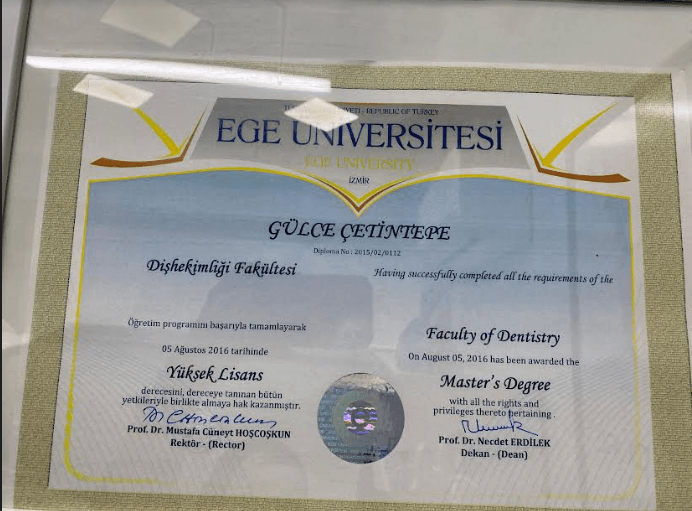 REPUBLIC OF TURKEY
EGE ÜNİVERSİTESİ
EGE UNIVERSITY
İZMİR
GÜLCE ÇETİNTEPE
Diploma No : 2015/02/0112
Dişhekimliği Fakültesi
Having successfully completed all the requirements of the
Öğretim programını başarıyla tamamlayarak
Faculty of Dentistry
05 Ağustos 2016 tarihinde
On August 05, 2016 has been awarded the
Yüksek Lisans
Master's Degree
derecesini, dereceye tanınan bütün
yetkileriyle birlikte almaya hak kazanmıştır.
with all the rights and
privileges thereto pertaining .
Prof. Dr. Mustafa Cüneyt HOŞCOŞKUN
Rektör - (Rector)
Prof. Dr. Necdet ERDİLEK
Dekan - (Dean)